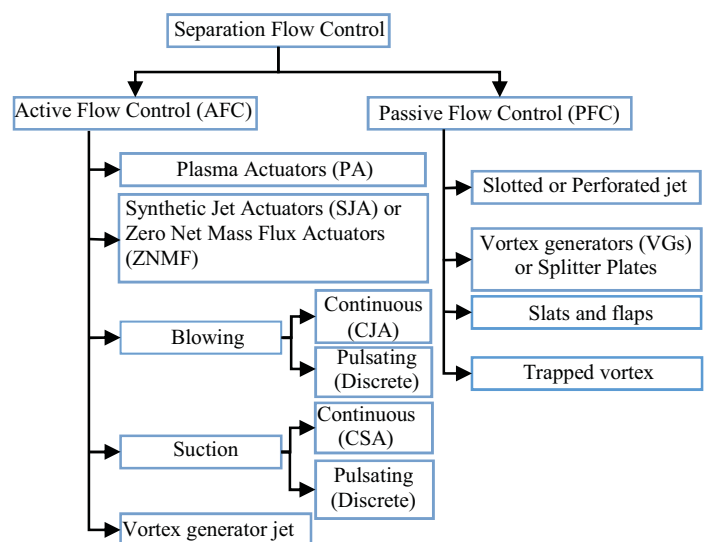 Separation Flow Control
Active Flow Control (AFC)
Plasma Actuators (PA)
Synthetic Jet Actuators (SJA) or
Zero Net Mass Flux Actuators
(ZNMF)
Blowing
Continuous
(CJA)
Pulsating
(Discrete)
Suction
Continuous
(CSA)
Pulsating
(Discrete)
Vortex generator jet
Passive Flow Control (PFC)
Slotted or Perforated jet
Vortex generators (VGs)
or Splitter Plates
Slats and flaps
Trapped vortex